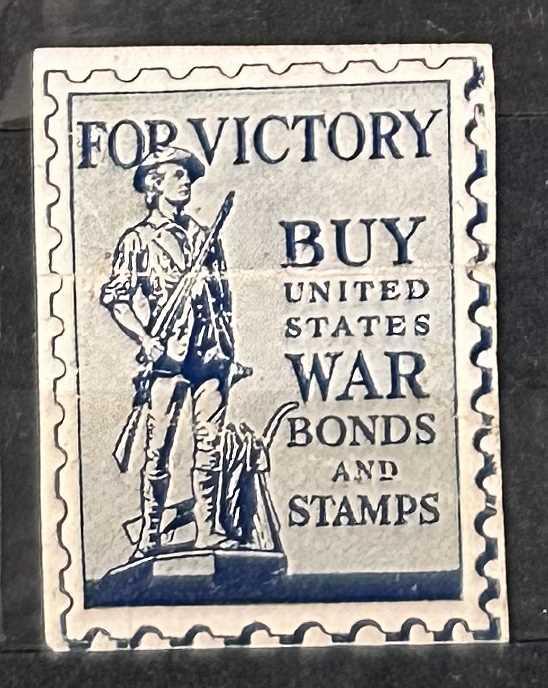 FOR VICTORY
BUY
UNITED
STATES
WAR
BONDS
AND
STAMPS